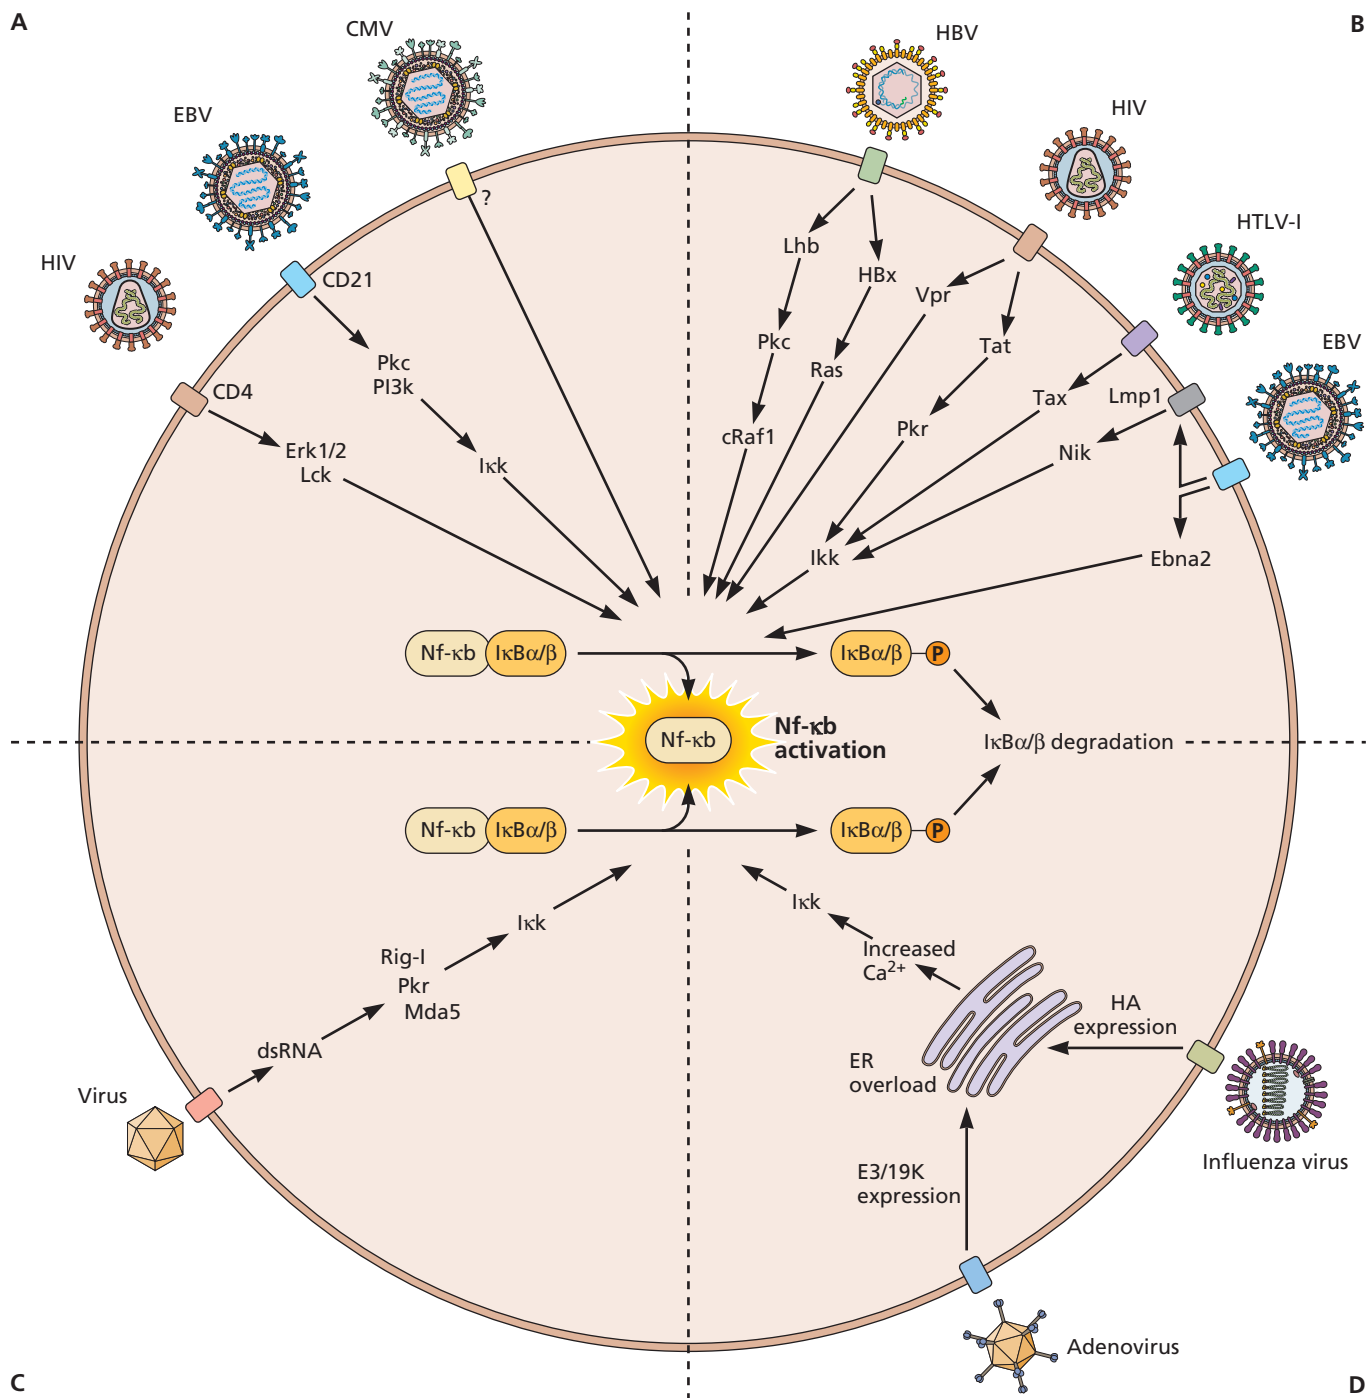 A
B
CMV
HBV
EBV
HIV
HIV
HTLV-I
EBV
?
CD21
CD4
Pkc
PI3k
Erk1/2
Lck
Iκk
Lhb
HBx
Vpr
Pkc
Ras
Tat
Tax
Lmp1
cRaf1
Pkr
Nik
Ikk
Ebna2
Nf-κb
IκBα/β
IκBα/β
P
Nf-κb
Nf-κb
activation
IκBα/β degradation
Nf-κb
IκBα/β
IκBα/β
P
Iκk
Rig-I
Pkr
Mda5
dsRNA
Virus
Iκk
Increased
Ca2+
HA
expression
ER
overload
Influenza virus
E3/19K
expression
Adenovirus
C
D